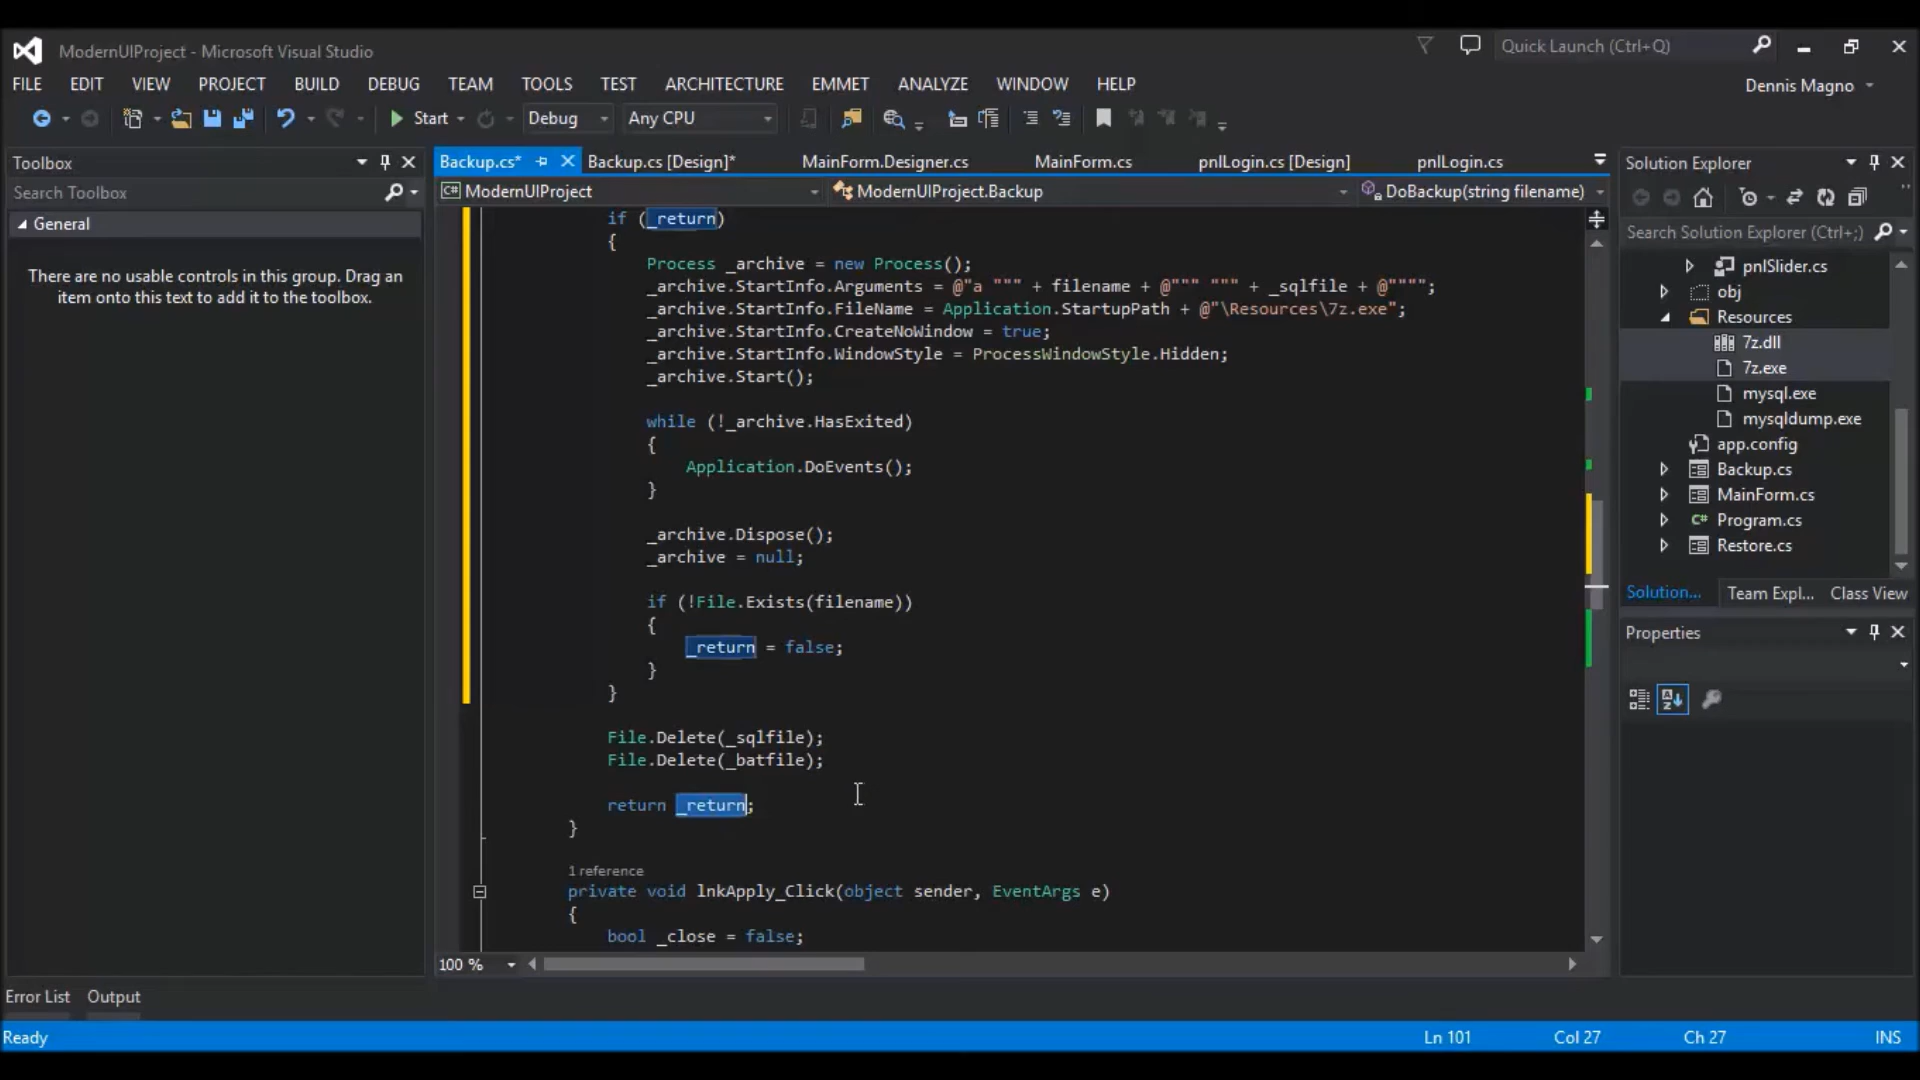 ModernUIProject - Microsoft Visual Studio
Quick Launch (Ctrl+Q)
FILE EDIT VIEW PROJECT BUILD DEBUG TEAM TOOLS TEST ARCHITECTURE EMMET ANALYZE WINDOW HELP
Dennis Magno
Start Debug Any CPU
Toolbox
Search Toolbox
General
There are no usable controls in this group. Drag an
item onto this text to add it to the toolbox.
Backup.cs* Backup.cs [Design]* MainForm.Designer.cs MainForm.cs pnlLogin.cs [Design] pnlLogin.cs
C# ModernUIProject ModernUIProject.Backup DoBackup(string filename)
if (_return)
{
Process _archive = new Process();
_archive.StartInfo.Arguments = @"a """ + filename + @""" """ + _sqlfile + @"""";
_archive.StartInfo.FileName = Application.StartupPath + @"\Resources\7z.exe";
_archive.StartInfo.CreateNoWindow = true;
_archive.StartInfo.WindowStyle = ProcessWindowStyle.Hidden;
_archive.Start();
while (!_archive.HasExited)
{
Application.DoEvents();
}
_archive.Dispose();
_archive = null;
if (!File.Exists(filename))
{
_return = false;
}
}
File.Delete(_sqlfile);
File.Delete(_batfile);
return _return;
}
1 reference
private void lnkApply_Click(object sender, EventArgs e)
{
bool _close = false;
100 %
Solution Explorer
Search Solution Explorer (Ctrl+;)
pnlSlider.cs
obj
Resources
7z.dll
7z.exe
mysql.exe
mysqldump.exe
app.config
Backup.cs
MainForm.cs
C# Program.cs
Restore.cs
Solution... Team Expl... Class View
Properties
Error List Output
Ready Ln 101 Col 27 Ch 27 INS